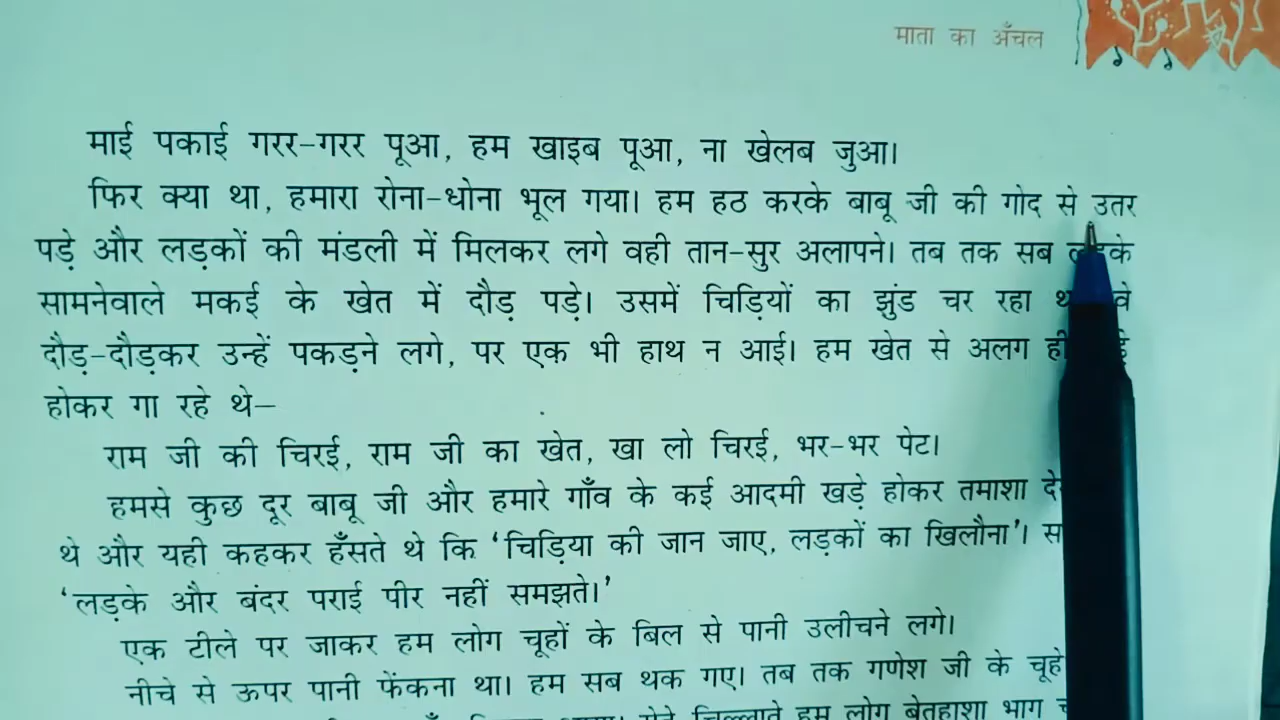 माता का अँचल
माई पकाई गरर-गरर पूआ, हम खाइब पूआ, ना खेलब जुआ।
फिर क्या था, हमारा रोना-धोना भूल गया। हम हठ करके बाबू जी की गोद से उतर
पड़े और लड़कों की मंडली में मिलकर लगे वही तान-सुर अलापने। तब तक सब
सामनेवाले मकई के खेत में दौड़ पड़े। उसमें चिड़ियों का झुंड चर रहा वे
दौड़-दौड़कर उन्हें पकड़ने लगे, पर एक भी हाथ न आई। हम खेत से अलग ही
होकर गा रहे थे–
राम जी की चिरई, राम जी का खेत, खा लो चिरई, भर-भर पेट।
हमसे कुछ दूर बाबू जी और हमारे गाँव के कई आदमी खड़े होकर तमाशा
थे और यही कहकर हँसते थे कि ‘चिड़िया की जान जाए, लड़कों का खिलौना’।
‘लड़के और बंदर पराई पीर नहीं समझते।’
एक टीले पर जाकर हम लोग चूहों के बिल से पानी उलीचने लगे।
नीचे से ऊपर पानी फेंकना था। हम सब थक गए। तब तक गणेश जी के चूहे
चिल्लाते हम लोग बेतहाशा भाग